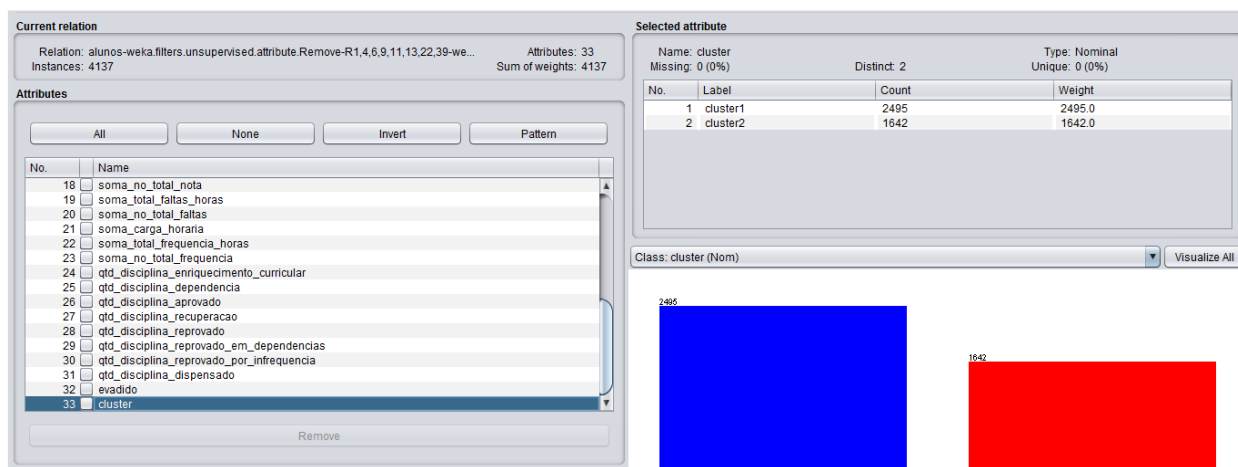 Current relation
Relation: alunos-weka.filters.unsupervised.attribute.Remove-R1,4,6,9,11,13,22,39-we... Attributes: 33
Instances: 4137 Sum of weights: 4137
Attributes
All None Invert Pattern
No. Name
18 soma_no_total_nota
19 soma_total_faltas_horas
20 soma_no_total_faltas
21 soma_carga_horaria
22 soma_total_frequencia_horas
23 soma_no_total_frequencia
24 qtd_disciplina_enriquecimento_curricular
25 qtd_disciplina_dependencia
26 qtd_disciplina_aprovado
27 qtd_disciplina_recuperacao
28 qtd_disciplina_reprovado
29 qtd_disciplina_reprovado_em_dependencias
30 qtd_disciplina_reprovado_por_infrequencia
31 qtd_disciplina_dispensado
32 evadido
33 cluster
Remove
Selected attribute
Name: cluster Type: Nominal
Missing: 0 (0%) Distinct: 2 Unique: 0 (0%)
No. Label Count Weight
1 cluster1 2495 2495.0
2 cluster2 1642 1642.0
Class: cluster (Nom) Visualize All
2495
1642